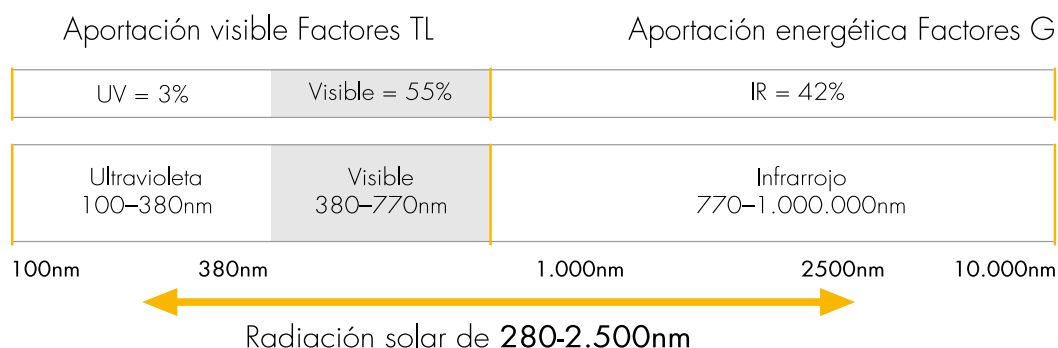 Aportación visible Factores TL
Aportación energética Factores G
UV = 3%
Visible = 55%
IR = 42%
Ultravioleta
100–380nm
Visible
380–770nm
Infrarrojo
770–1.000.000nm
100nm
380nm
1.000nm
2500nm
10.000nm
Radiación solar de 280-2.500nm